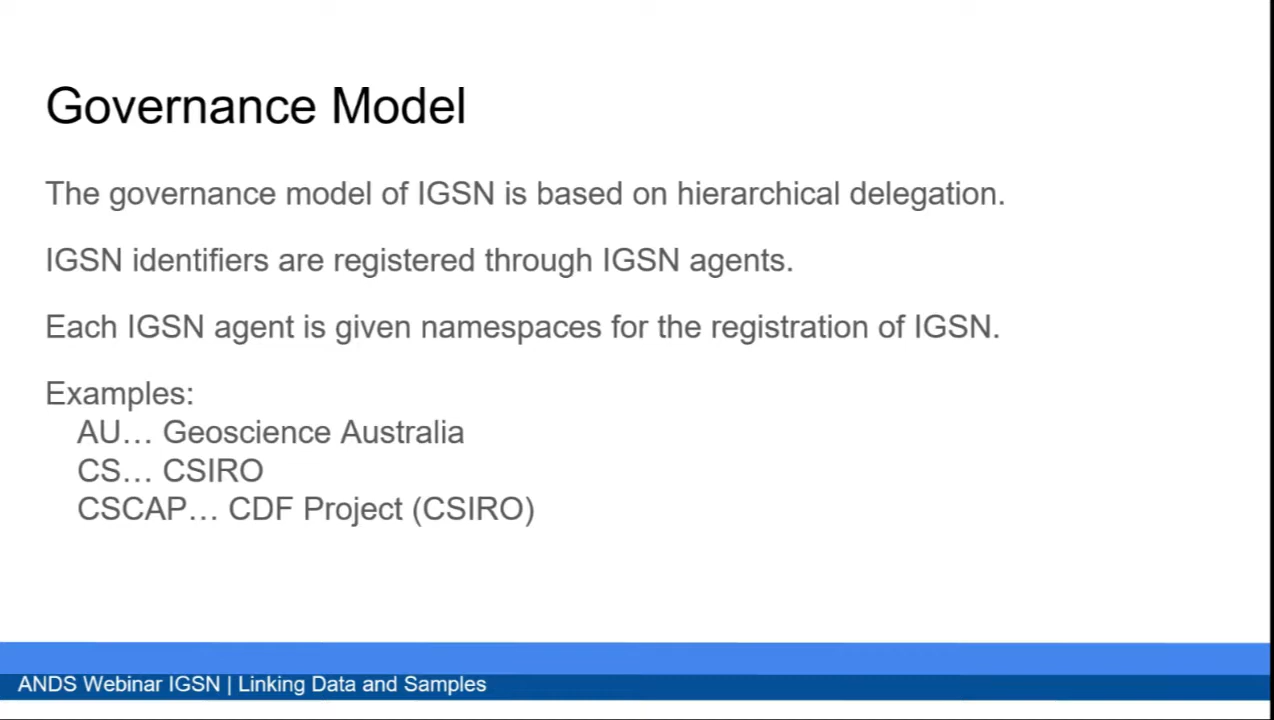 Governance Model
The governance model of IGSN is based on hierarchical delegation.
IGSN identifiers are registered through IGSN agents.
Each IGSN agent is given namespaces for the registration of IGSN.
Examples:
AU… Geoscience Australia
CS… CSIRO
CSCAP… CDF Project (CSIRO)
ANDS Webinar IGSN | Linking Data and Samples